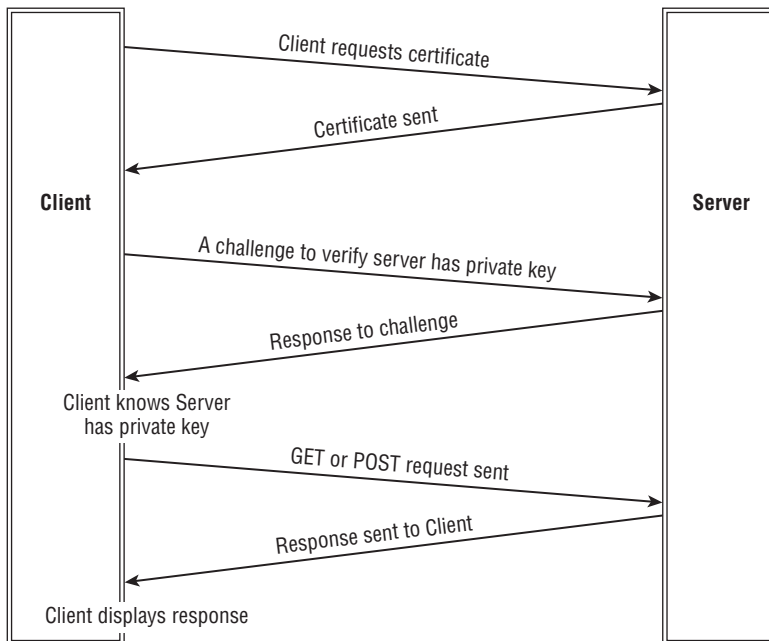 Client requests certificate
Certificate sent
Client
Server
A challenge to verify server has private key
Response to challenge
Client knows Server
has private key
GET or POST request sent
Response sent to Client
Client displays response